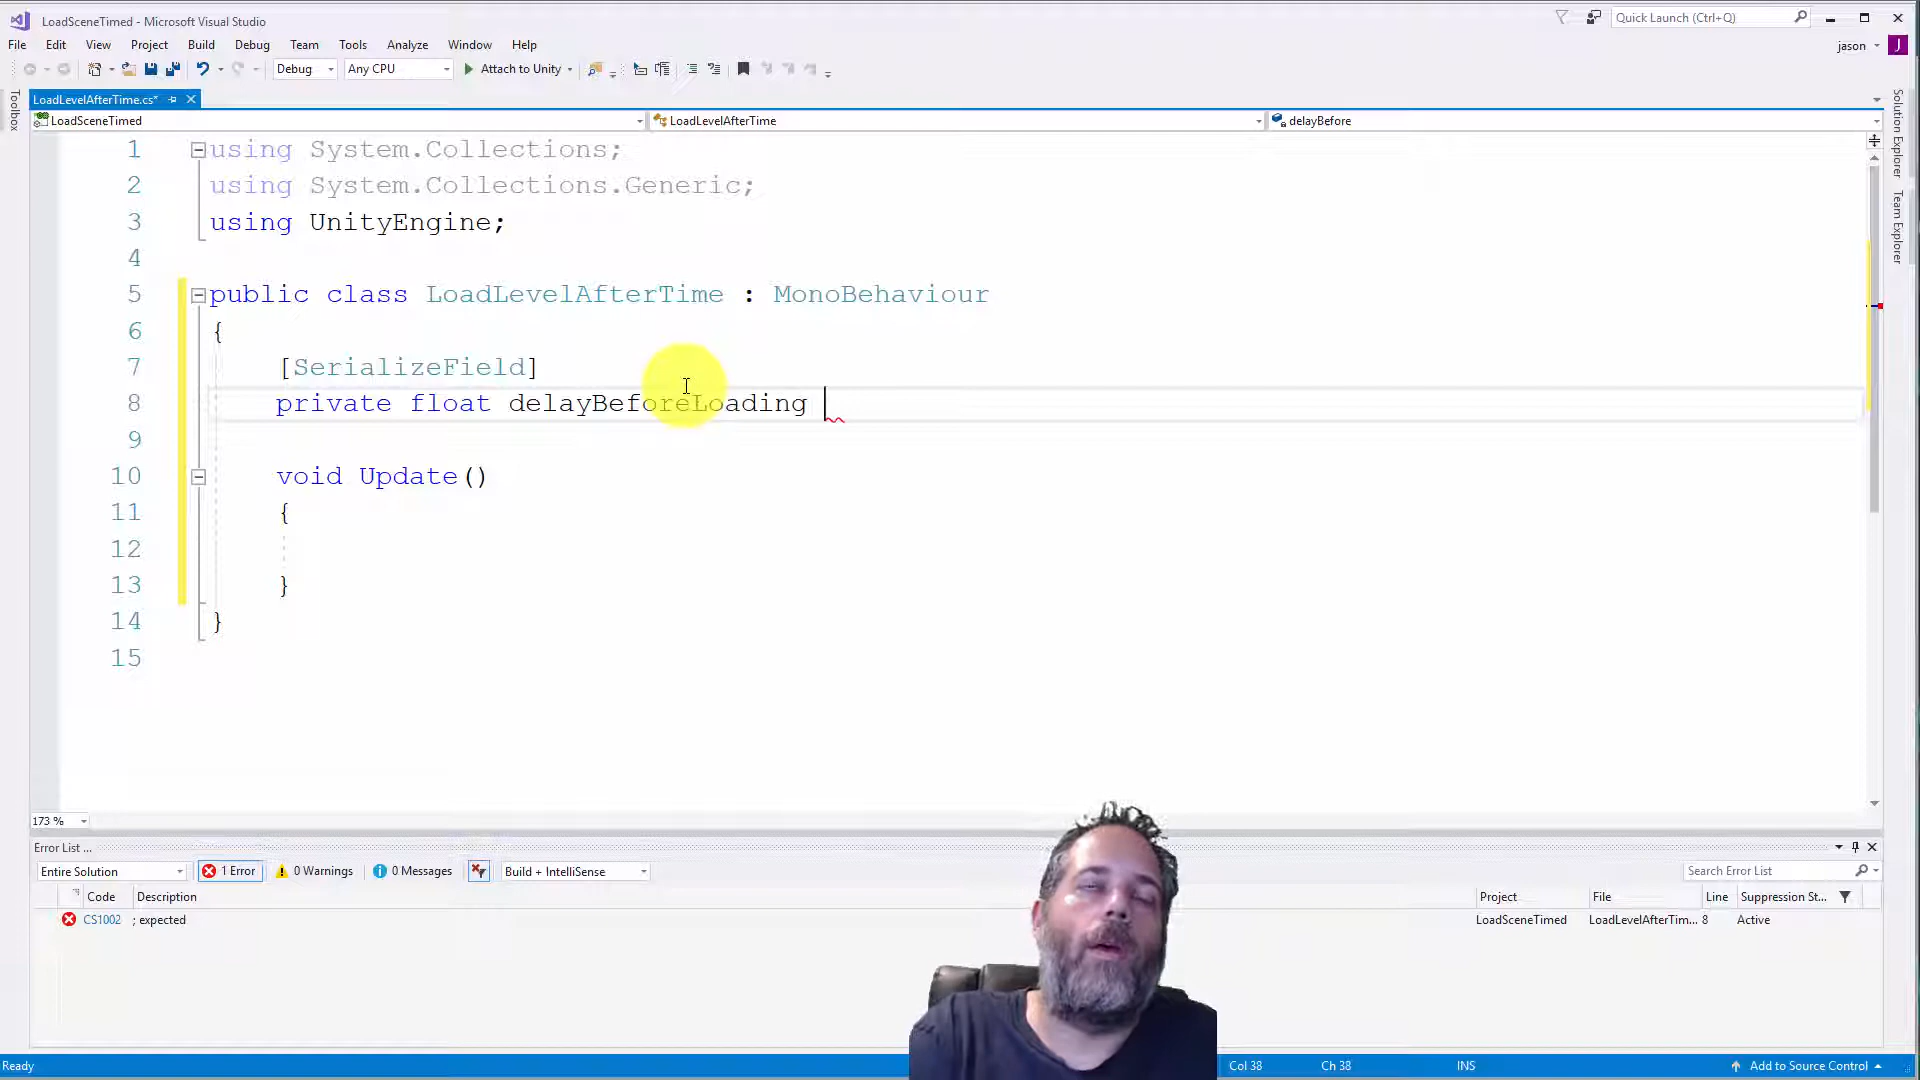 LoadSceneTimed - Microsoft Visual Studio
Quick Launch (Ctrl+Q)
File Edit View Project Build Debug Team Tools Analyze Window Help
jason J
Debug Any CPU Attach to Unity
Toolbox
LoadLevelAfterTime.cs*
LoadSceneTimed LoadLevelAfterTime delayBefore
Solution Explorer
Team Explorer
1 using System.Collections;
2 using System.Collections.Generic;
3 using UnityEngine;
4
5 public class LoadLevelAfterTime : MonoBehaviour
6 {
7 [SerializeField]
8 private float delayBeforeLoading
9
10 void Update()
11 {
12
13 }
14 }
15
173 %
Error List ...
Entire Solution 1 Error 0 Warnings 0 Messages Build + IntelliSense Search Error List
Code Description Project File Line Suppression St...
CS1002 ; expected LoadSceneTimed LoadLevelAfterTim... 8 Active
Ready Col 38 Ch 38 INS Add to Source Control